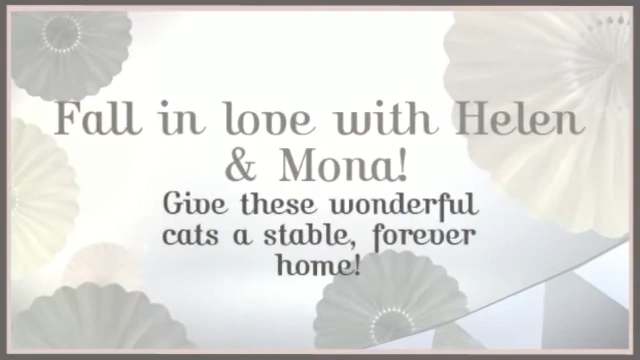 Fall in love with Helen
& Mona!
Give these wonderful
cats a stable, forever
home!